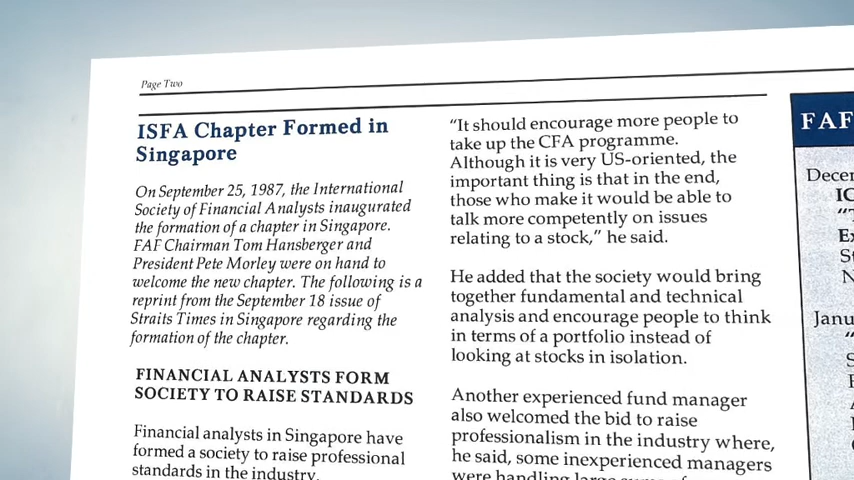 Page Two
ISFA Chapter Formed in
Singapore
On September 25, 1987, the International
Society of Financial Analysts inaugurated
the formation of a chapter in Singapore.
FAF Chairman Tom Hansberger and
President Pete Morley were on hand to
welcome the new chapter. The following is a
reprint from the September 18 issue of
Straits Times in Singapore regarding the
formation of the chapter.
FINANCIAL ANALYSTS FORM
SOCIETY TO RAISE STANDARDS
Financial analysts in Singapore have
formed a society to raise professional
standards in the industry.
“It should encourage more people to
take up the CFA programme.
Although it is very US-oriented, the
important thing is that in the end,
those who make it would be able to
talk more competently on issues
relating to a stock,” he said.
He added that the society would bring
together fundamental and technical
analysis and encourage people to think
in terms of a portfolio instead of
looking at stocks in isolation.
Another experienced fund manager
also welcomed the bid to raise
professionalism in the industry where,
he said, some inexperienced managers
were handling large sums of
FAF